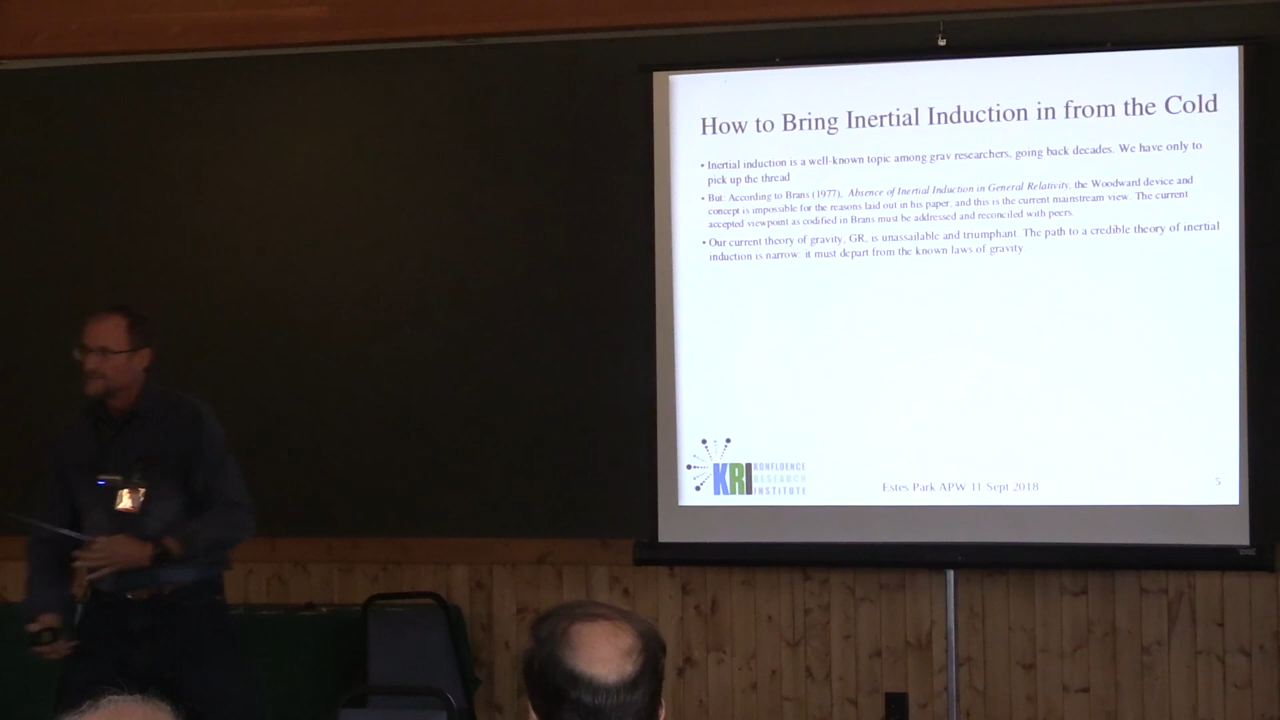 How to Bring Inertial Induction in from the Cold
• Inertial induction is a well-known topic among grav researchers, going back decades. We have only to
pick up the thread
• But: According to Brans (1977), Absence of Inertial Induction in General Relativity, the Woodward device and
concept is impossible for the reasons laid out in his paper, and this is the current mainstream view. The current
accepted viewpoint as codified in Brans must be addressed and reconciled with peers.
• Our current theory of gravity, GR, is unassailable and triumphant. The path to a credible theory of inertial
induction is narrow: it must depart from the known laws of gravity
KRI
KONFLUENCE
RESEARCH
INSTITUTE
Estes Park APW 11 Sept 2018
5